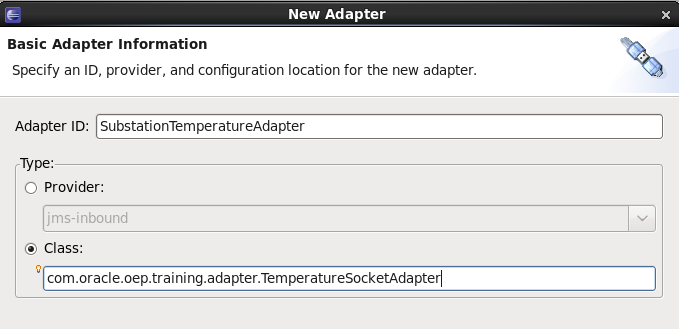 New Adapter
Basic Adapter Information
Specify an ID, provider, and configuration location for the new adapter.
Adapter ID: SubstationTemperatureAdapter
Type:
Provider:
jms-inbound
Class:
com.oracle.oep.training.adapter.TemperatureSocketAdapter